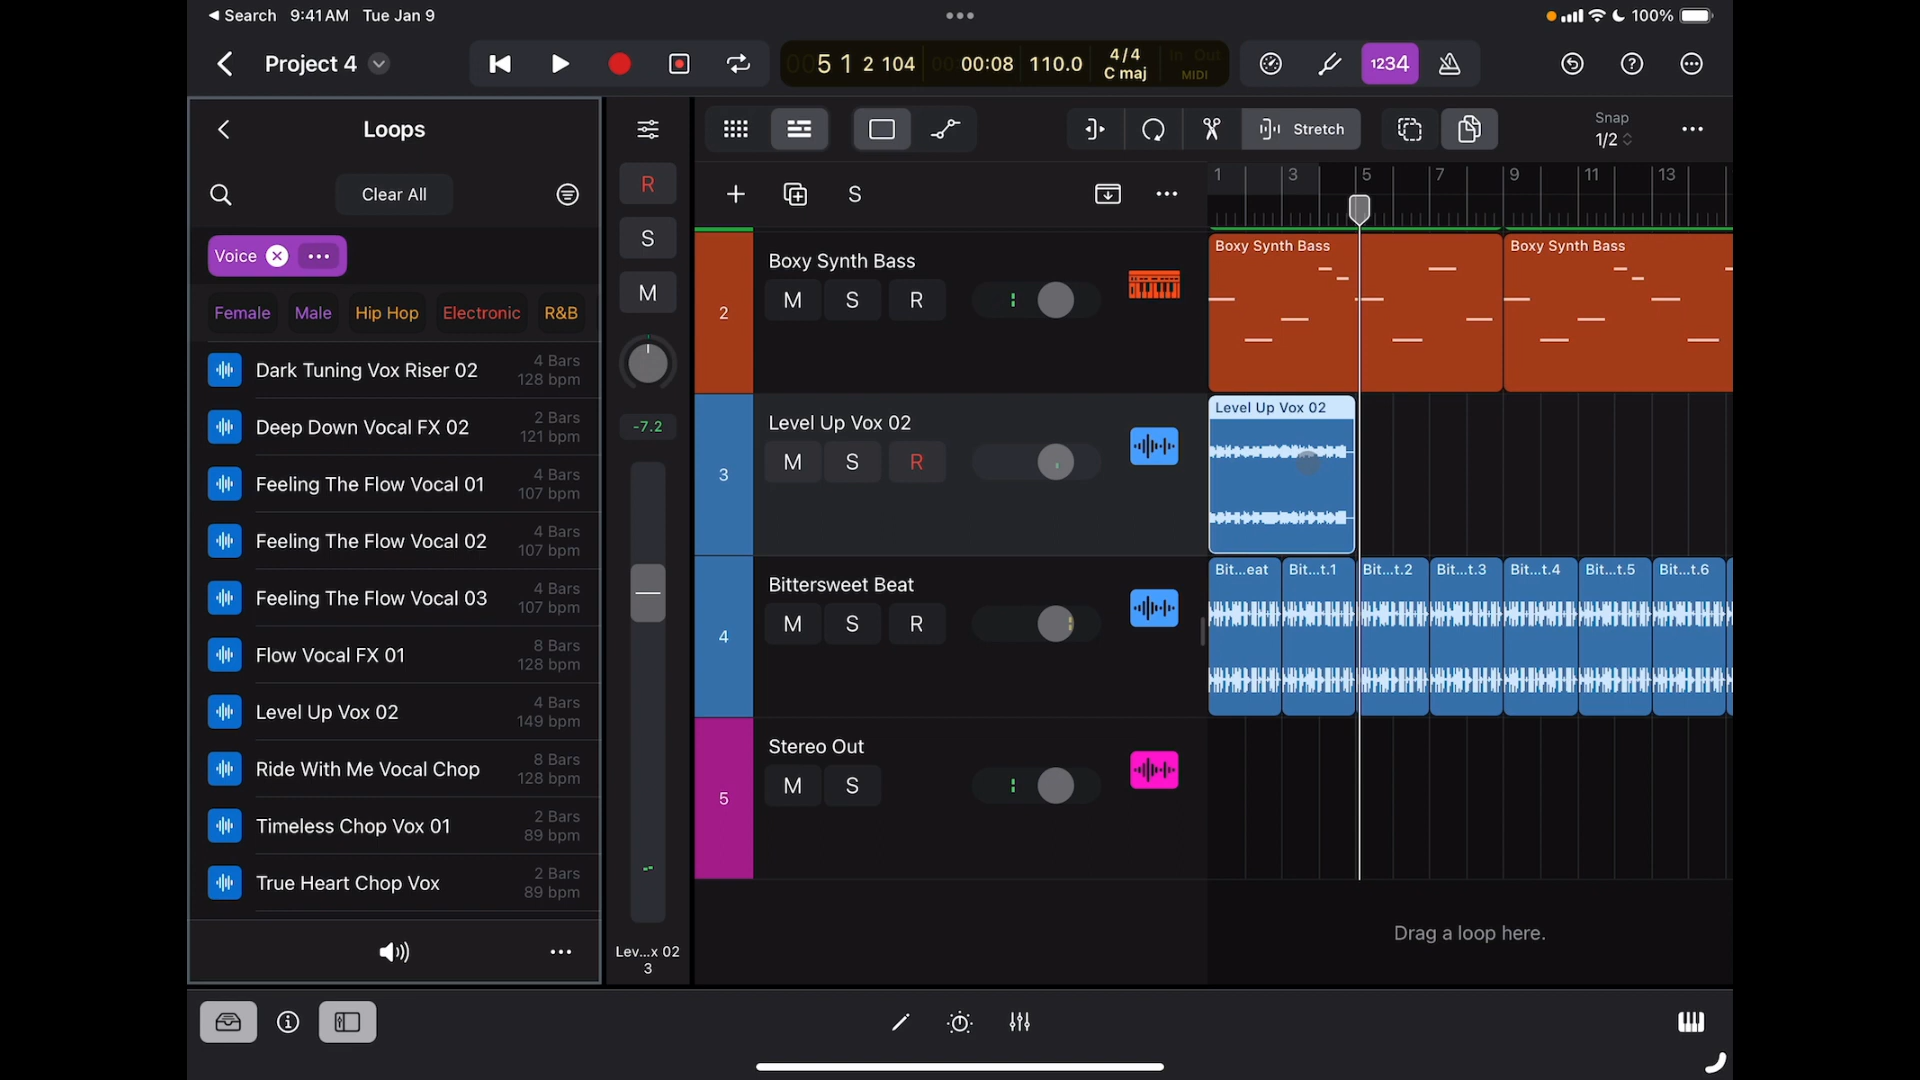 Search 9:41 AM Tue Jan 9
100%
Project 4
5 1 2 104
00:08
110.0
4/4
C maj
In Out
MIDI
1234
Loops
Clear All
Voice
Female Male Hip Hop Electronic R&B
Dark Tuning Vox Riser 02
4 Bars
128 bpm
Deep Down Vocal FX 02
2 Bars
121 bpm
Feeling The Flow Vocal 01
4 Bars
107 bpm
Feeling The Flow Vocal 02
4 Bars
107 bpm
Feeling The Flow Vocal 03
4 Bars
107 bpm
Flow Vocal FX 01
8 Bars
128 bpm
Level Up Vox 02
4 Bars
149 bpm
Ride With Me Vocal Chop
8 Bars
128 bpm
Timeless Chop Vox 01
2 Bars
89 bpm
True Heart Chop Vox
2 Bars
89 bpm
R
S
M
-7.2
Lev...x 02
3
Stretch
Snap
1/2
S
1 3 5 7 9 11 13
2
Boxy Synth Bass
M S R
Boxy Synth Bass
Boxy Synth Bass
3
Level Up Vox 02
M S R
Level Up Vox 02
4
Bittersweet Beat
M S R
Bit...eat Bit...t.1 Bit...t.2 Bit...t.3 Bit...t.4 Bit...t.5 Bit...t.6
5
Stereo Out
M S
Drag a loop here.